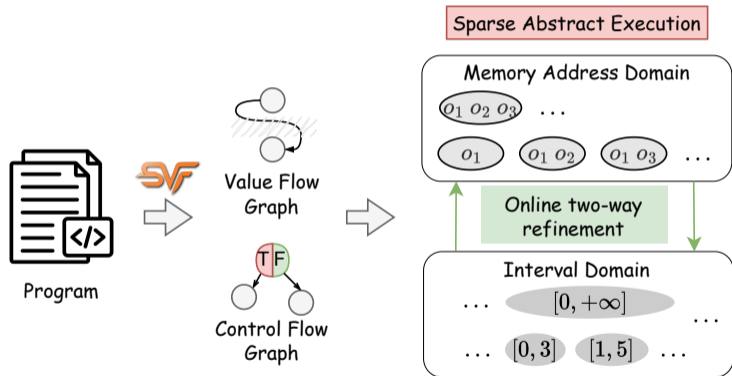 Sparse Abstract Execution
Memory Address Domain
o₁ o₂ o₃ ...
o₁ o₁ o₂ o₁ o₃ ...
SVF
</>
Program
Value Flow
Graph
T F
Control Flow
Graph
Online two-way
refinement
Interval Domain
... [0, +∞] ...
... [0, 3] [1, 5] ...